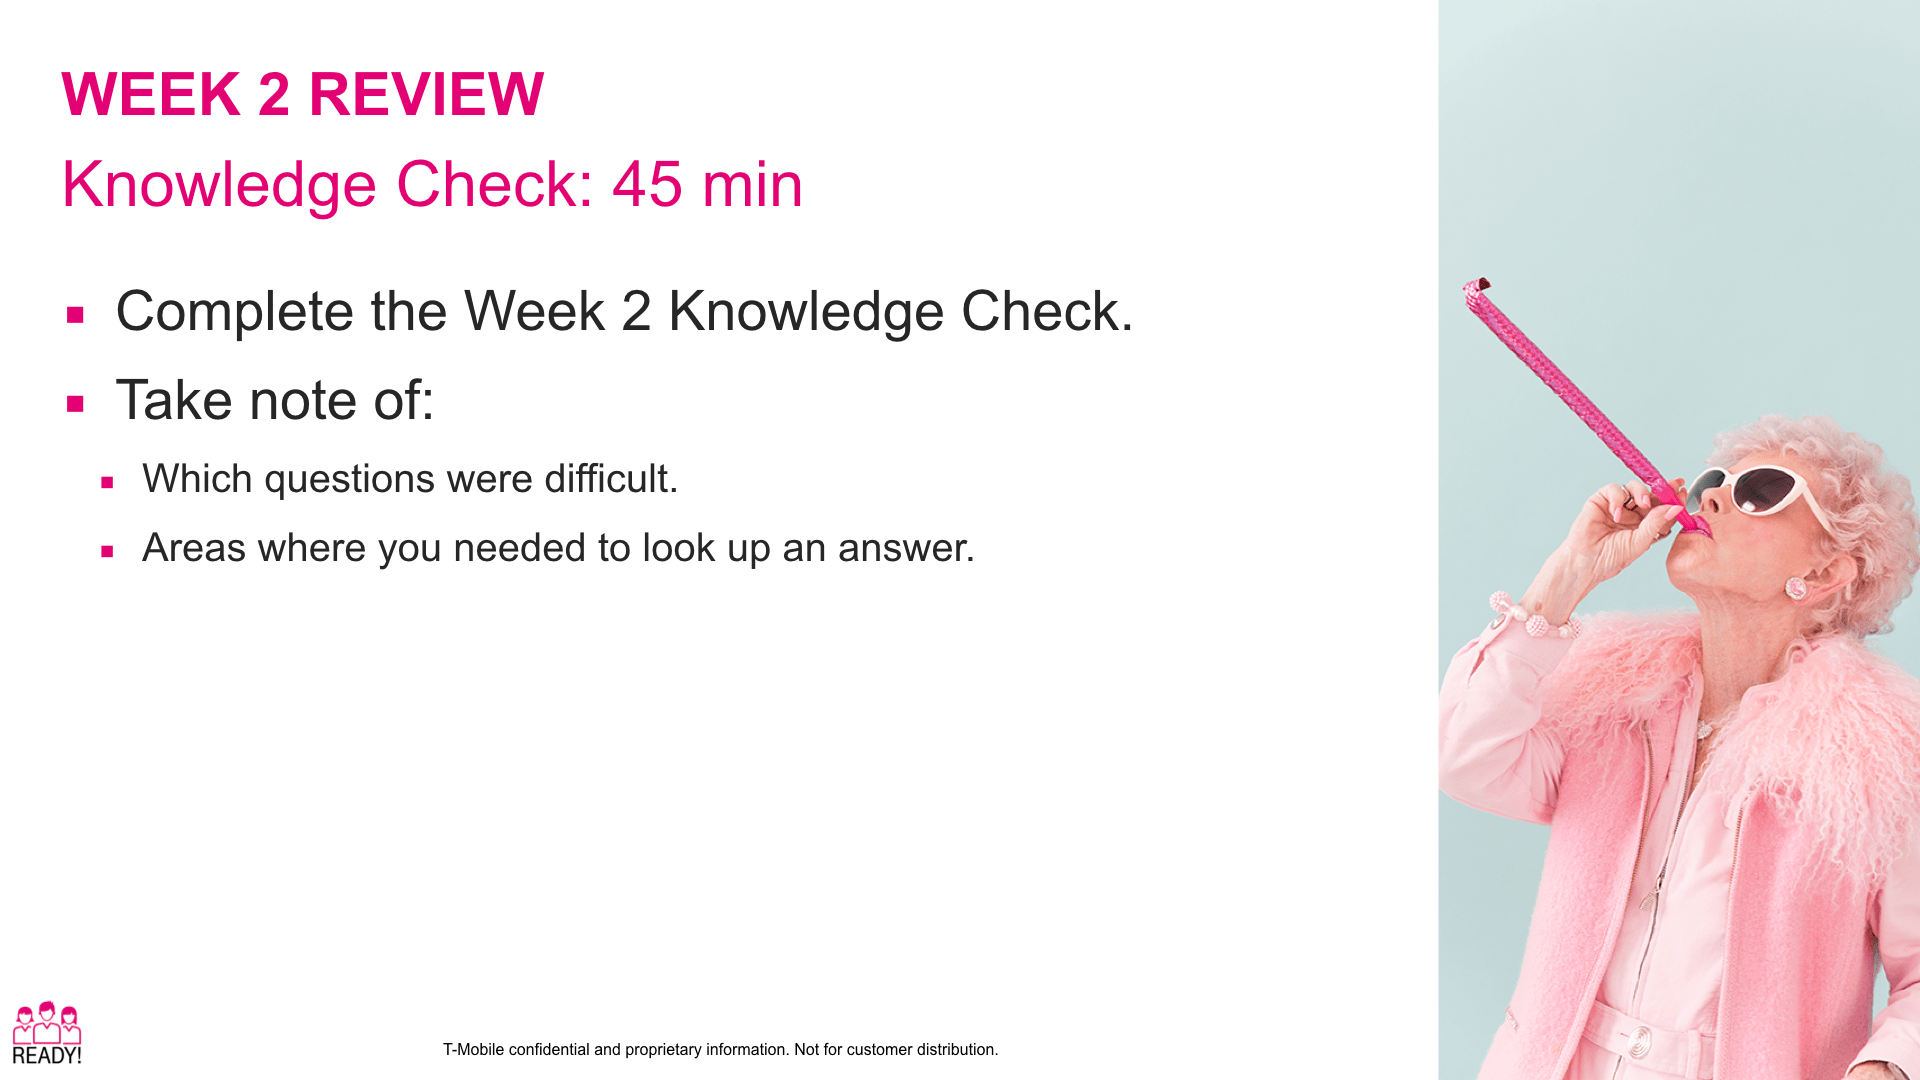 WEEK 2 REVIEW
Knowledge Check: 45 min
Complete the Week 2 Knowledge Check.
Take note of:
Which questions were difficult.
Areas where you needed to look up an answer.
READY!
T-Mobile confidential and proprietary information. Not for customer distribution.